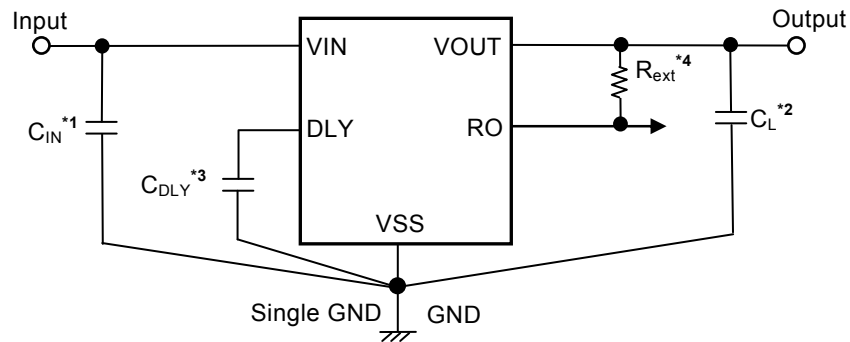 Input
Output
VIN
VOUT
Rext*4
CIN*1
DLY
RO
CL*2
CDLY*3
VSS
Single GND
GND